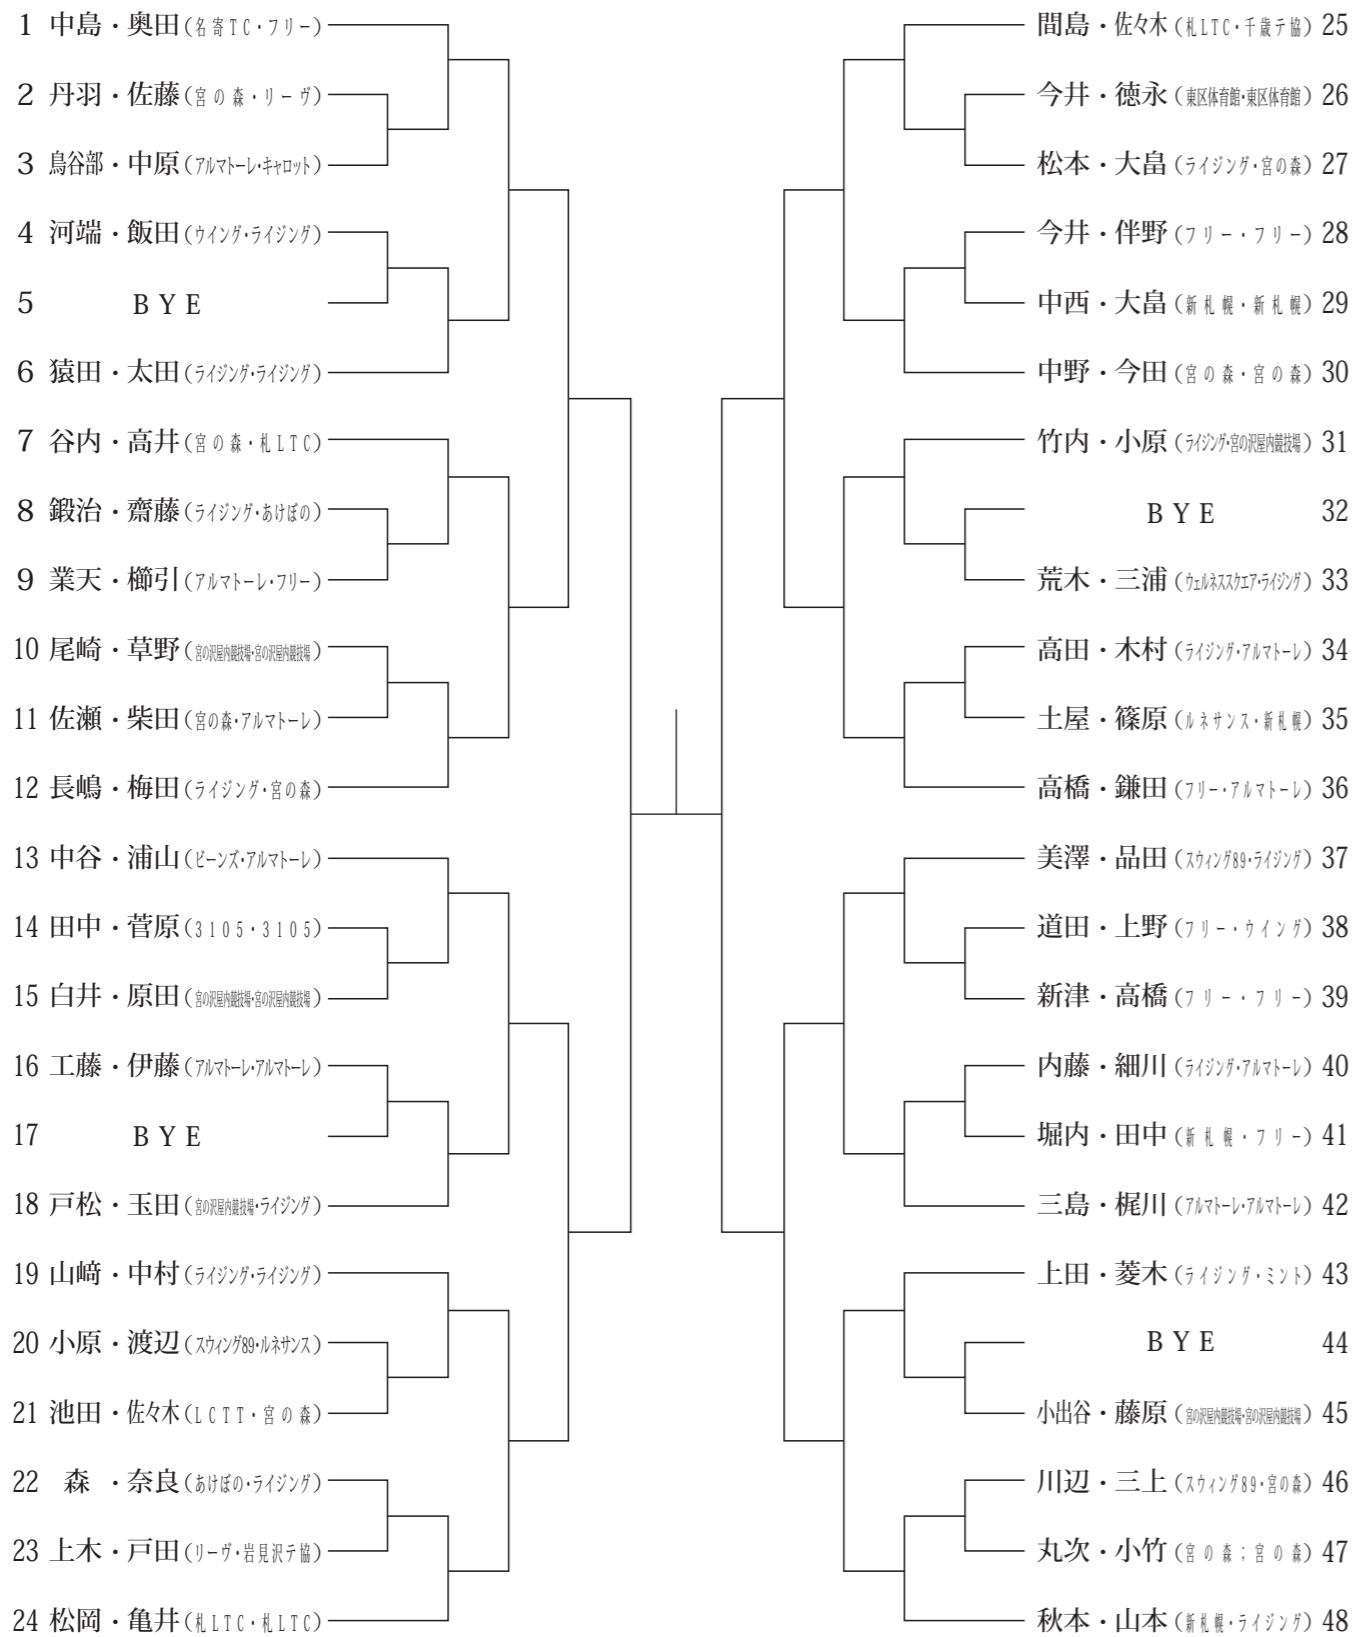 1 中島・奥田(名寄TC・フリー)
2 丹羽・佐藤(宮の森・リーヴ)
3 鳥谷部・中原(アルマトーレ・キャロット)
4 河端・飯田(ウイング・ライジング)
5 BYE
6 猿田・太田(ライジング・ライジング)
7 谷内・高井(宮の森・札LTC)
8 鍛治・齋藤(ライジング・あけぼの)
9 業天・櫛引(アルマトーレ・フリー)
10 尾崎・草野(宮の沢屋内競技場・宮の沢屋内競技場)
11 佐瀬・柴田(宮の森・アルマトーレ)
12 長嶋・梅田(ライジング・宮の森)
13 中谷・浦山(ビーンズ・アルマトーレ)
14 田中・菅原(3105・3105)
15 白井・原田(宮の沢屋内競技場・宮の沢屋内競技場)
16 工藤・伊藤(アルマトーレ・アルマトーレ)
17 BYE
18 戸松・玉田(宮の沢屋内競技場・ライジング)
19 山﨑・中村(ライジング・ライジング)
20 小原・渡辺(スウィング89・ルネサンス)
21 池田・佐々木(LCTT・宮の森)
22 森・奈良(あけぼの・ライジング)
23 上木・戸田(リーヴ・岩見沢テ協)
24 松岡・亀井(札LTC・札LTC)
間島・佐々木(札LTC・千歳テ協) 25
今井・徳永(東区体育館・東区体育館) 26
松本・大畠(ライジング・宮の森) 27
今井・伴野(フリー・フリー) 28
中西・大畠(新札幌・新札幌) 29
中野・今田(宮の森・宮の森) 30
竹内・小原(ライジング・宮の沢屋内競技場) 31
BYE 32
荒木・三浦(ウェルネススクエア・ライジング) 33
高田・木村(ライジング・アルマトーレ) 34
土屋・篠原(ルネサンス・新札幌) 35
高橋・鎌田(フリー・アルマトーレ) 36
美澤・品田(スウィング89・ライジング) 37
道田・上野(フリー・ウイング) 38
新津・高橋(フリー・フリー) 39
内藤・細川(ライジング・アルマトーレ) 40
堀内・田中(新札幌・フリー) 41
三島・梶川(アルマトーレ・アルマトーレ) 42
上田・菱木(ライジング・ミント) 43
BYE 44
小出谷・藤原(宮の沢屋内競技場・宮の沢屋内競技場) 45
川辺・三上(スウィング89・宮の森) 46
丸次・小竹(宮の森;宮の森) 47
秋本・山本(新札幌・ライジング) 48